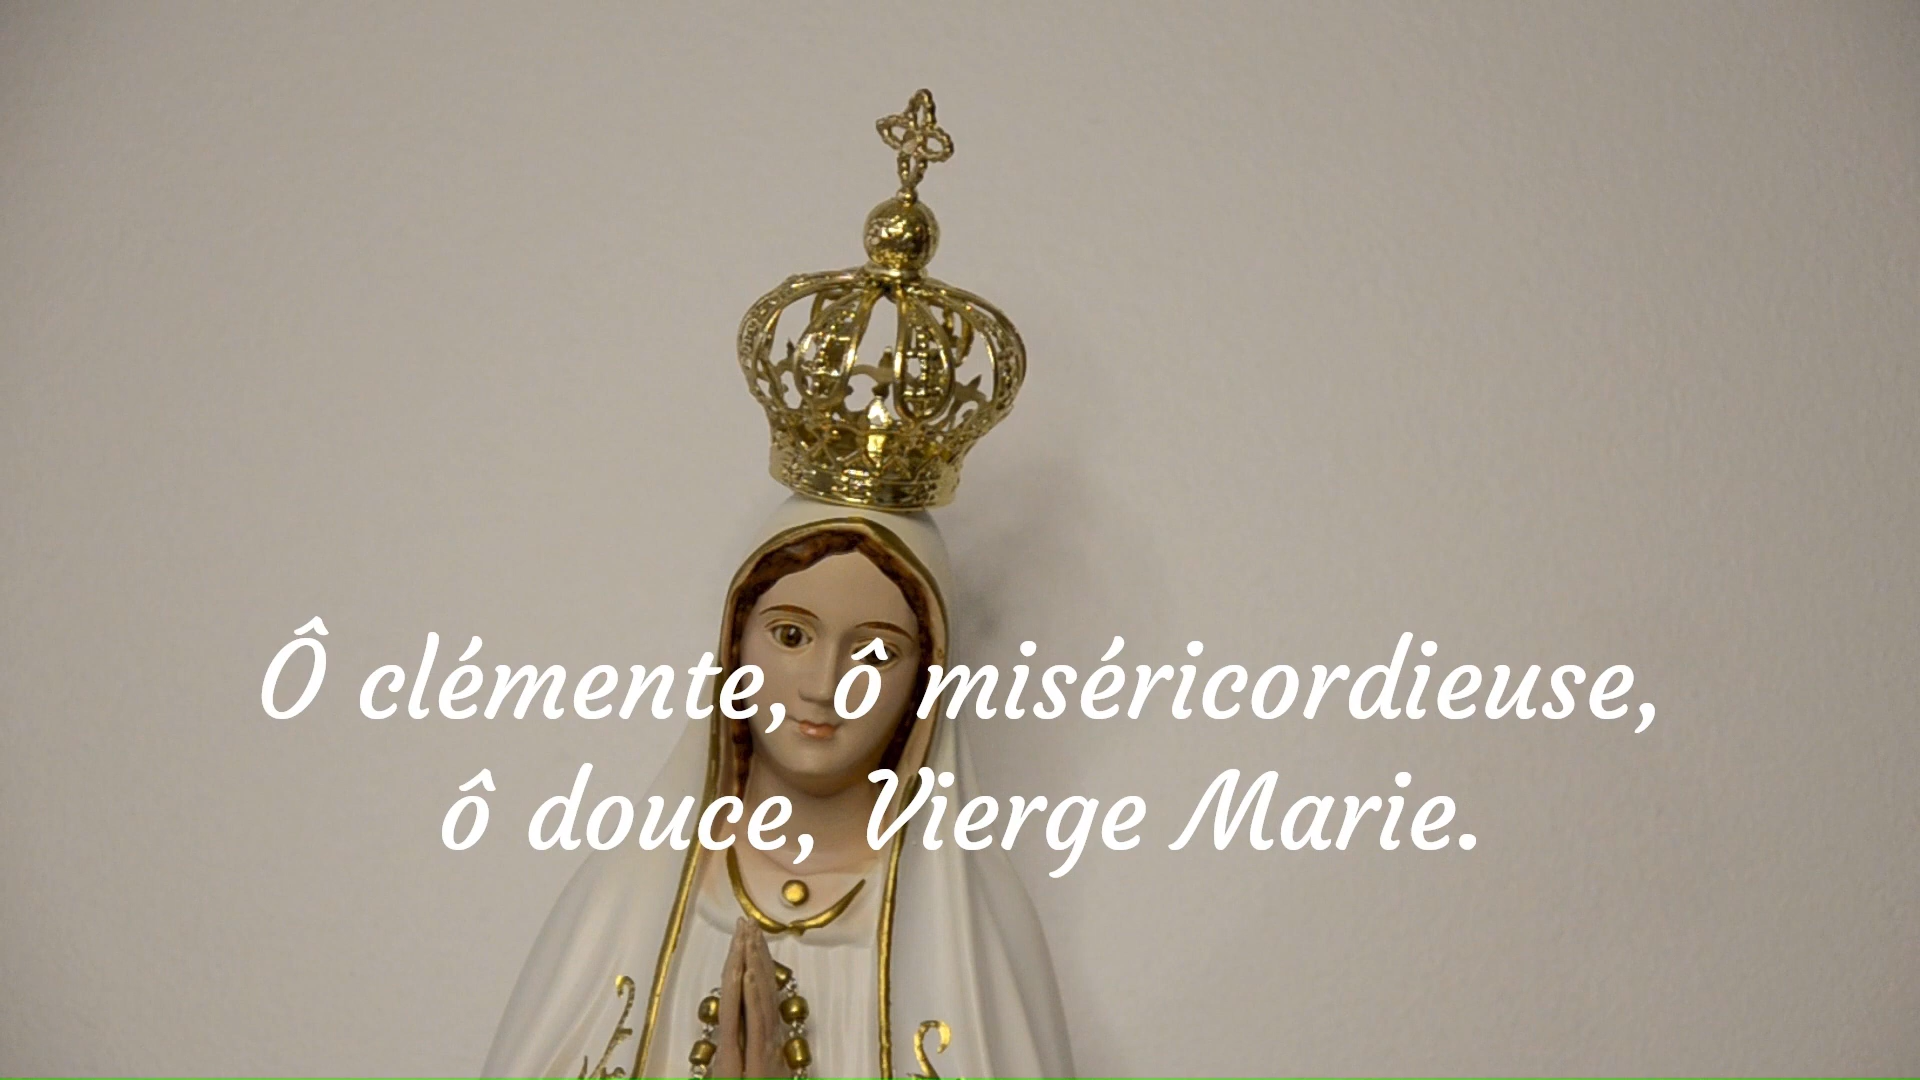 Ô clémente, ô miséricordieuse,
ô douce, Vierge Marie.